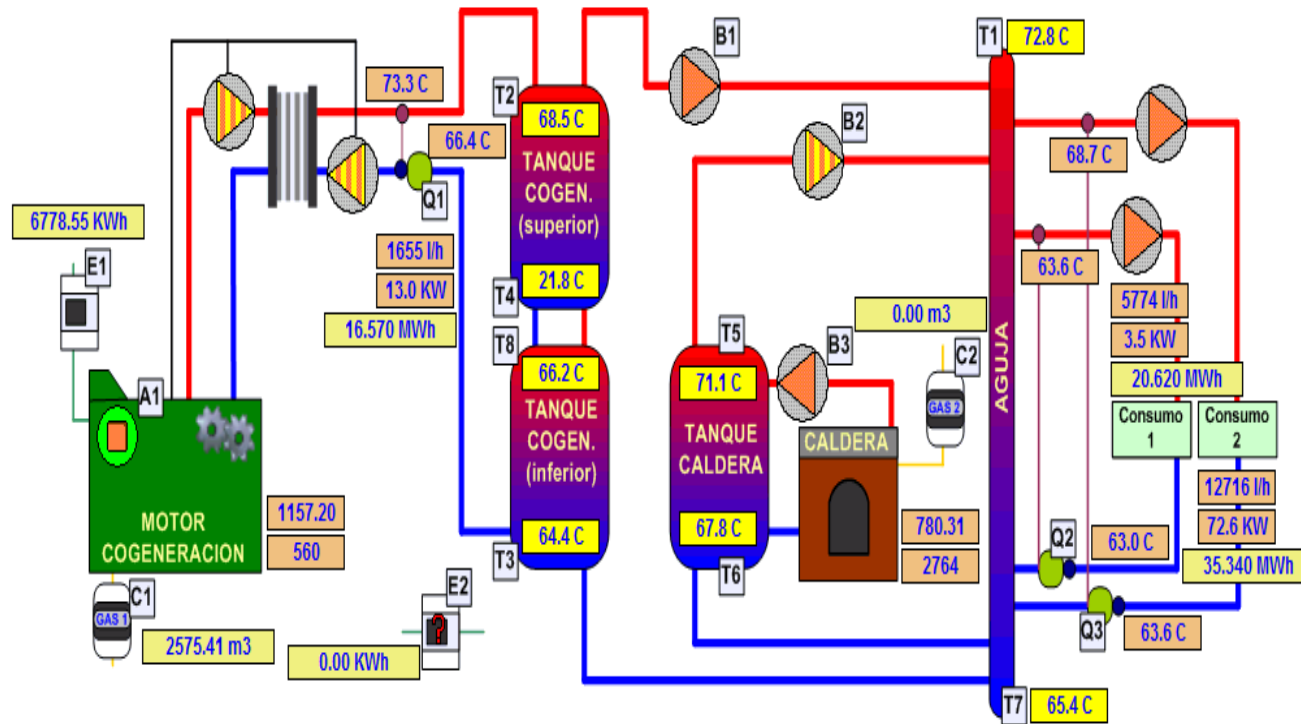 B1
T1
72.8 C
73.3 C
T2
68.5 C
B2
66.4 C
TANQUE
COGEN.
(superior)
68.7 C
Q1
6778.55 KWh
E1
1655 l/h
13.0 KW
16.570 MWh
21.8 C
T4
63.6 C
5774 l/h
3.5 KW
20.620 MWh
0.00 m3
T8
66.2 C
T5
71.1 C
B3
C2
GAS 2
AGUJA
A1
TANQUE
COGEN.
(inferior)
TANQUE
CALDERA
CALDERA
Consumo
1
Consumo
2
12716 l/h
72.6 KW
35.340 MWh
MOTOR
COGENERACION
1157.20
560
64.4 C
T3
67.8 C
T6
780.31
2764
Q2
63.0 C
C1
GAS 1
2575.41 m3
E2
?
0.00 KWh
Q3
63.6 C
T7
65.4 C